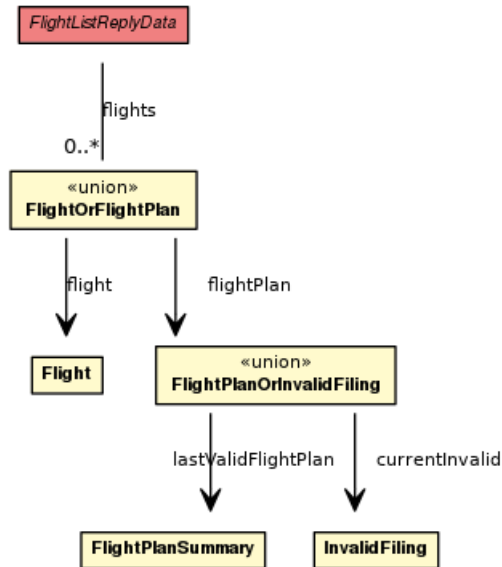 FlightListReplyData
flights
0..*
«union»
FlightOrFlightPlan
flight
flightPlan
Flight
«union»
FlightPlanOrInvalidFiling
lastValidFlightPlan
currentInvalid
FlightPlanSummary
InvalidFiling